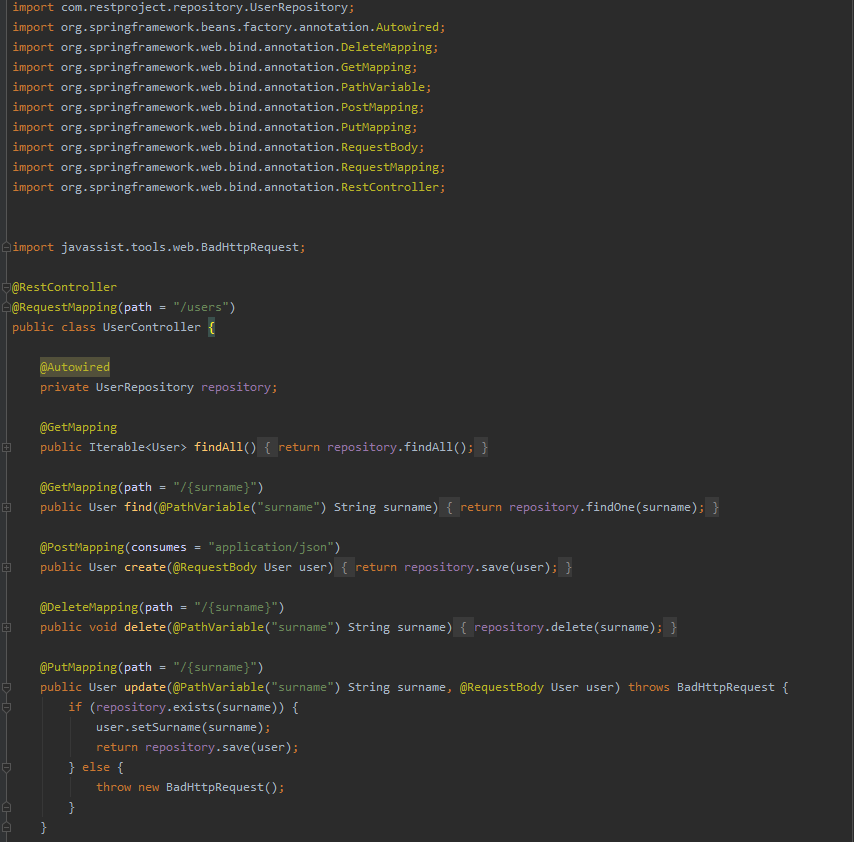 import com.restproject.repository.UserRepository;
import org.springframework.beans.factory.annotation.Autowired;
import org.springframework.web.bind.annotation.DeleteMapping;
import org.springframework.web.bind.annotation.GetMapping;
import org.springframework.web.bind.annotation.PathVariable;
import org.springframework.web.bind.annotation.PostMapping;
import org.springframework.web.bind.annotation.PutMapping;
import org.springframework.web.bind.annotation.RequestBody;
import org.springframework.web.bind.annotation.RequestMapping;
import org.springframework.web.bind.annotation.RestController;
import javassist.tools.web.BadHttpRequest;
@RestController
@RequestMapping(path = "/users")
public class UserController {
@Autowired
private UserRepository repository;
@GetMapping
public Iterable<User> findAll() { return repository.findAll(); }
@GetMapping(path = "/{surname}")
public User find(@PathVariable("surname") String surname) { return repository.findOne(surname); }
@PostMapping(consumes = "application/json")
public User create(@RequestBody User user) { return repository.save(user); }
@DeleteMapping(path = "/{surname}")
public void delete(@PathVariable("surname") String surname) { repository.delete(surname); }
@PutMapping(path = "/{surname}")
public User update(@PathVariable("surname") String surname, @RequestBody User user) throws BadHttpRequest {
if (repository.exists(surname)) {
user.setSurname(surname);
return repository.save(user);
} else {
throw new BadHttpRequest();
}
}